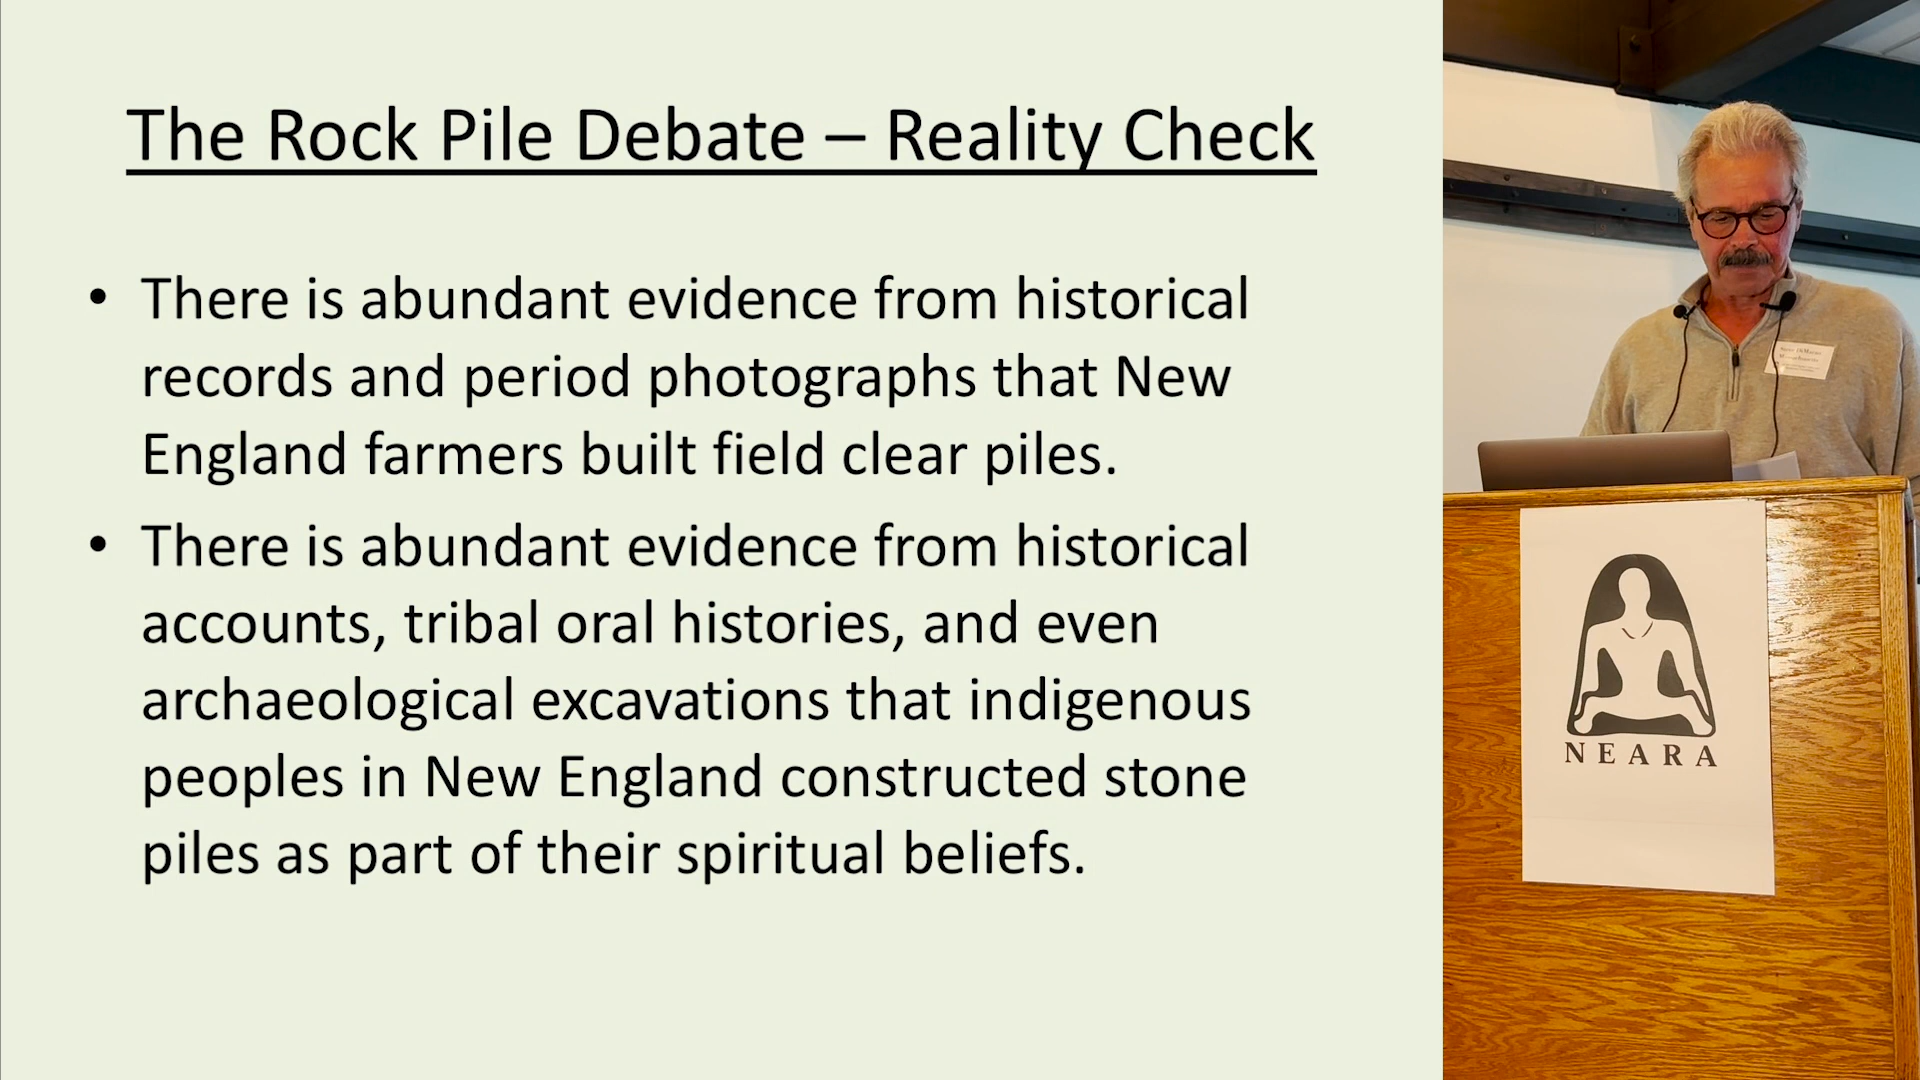 The Rock Pile Debate – Reality Check
• There is abundant evidence from historical
records and period photographs that New
England farmers built field clear piles.
• There is abundant evidence from historical
accounts, tribal oral histories, and even
archaeological excavations that indigenous
peoples in New England constructed stone
piles as part of their spiritual beliefs.
NEARA